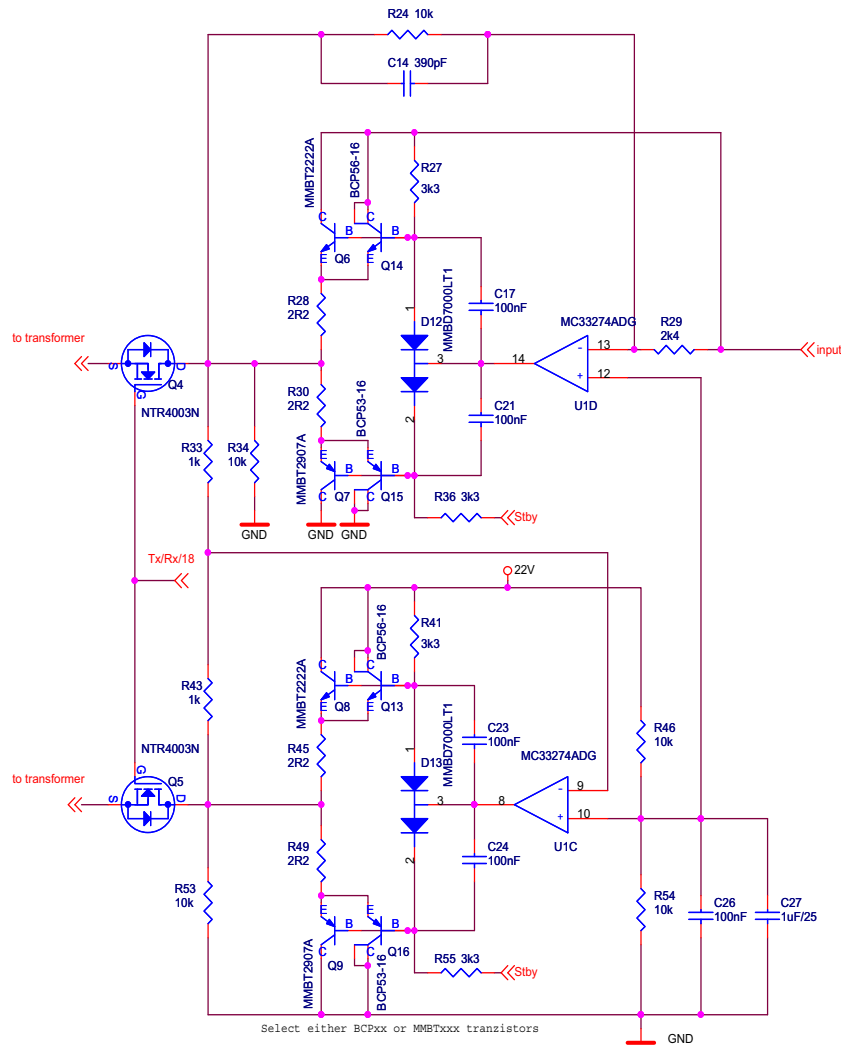 R24 10k
C14 390pF
MMBT2222A
BCP56-16
R27
3k3
C
C
B
B
E
E
Q6
Q14
R28
2R2
1
D12
MMBD7000LT1
C17
100nF
MC33274ADG
R29
2k4
to transformer
input
S
D
Q4
G
NTR4003N
3
14
13
-
12
+
U1D
R30
2R2
BCP53-16
2
C21
100nF
R33
1k
R34
10k
MMBT2907A
E
E
B
B
C
C
Q7
Q15
R36 3k3
Stby
GND
GND
GND
Tx/Rx/18
22V
MMBT2222A
BCP56-16
R41
3k3
C
C
B
B
E
E
Q8
Q13
R43
1k
R45
2R2
1
D13
MMBD7000LT1
C23
100nF
MC33274ADG
R46
10k
NTR4003N
to transformer
G
Q5
S
D
3
8
9
-
10
+
U1C
R49
2R2
2
C24
100nF
R53
10k
R54
10k
C26
100nF
C27
1uF/25
E
E
B
B
C
C
Q9
Q16
MMBT2907A
BCP53-16
R55 3k3
Stby
Select either BCPxx or MMBTxxx tranzistors
GND